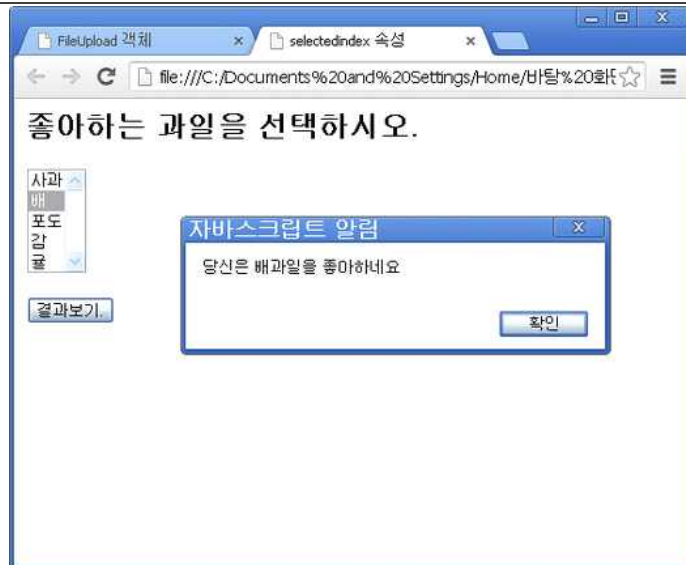 FileUpload 객체
selectedindex 속성
file:///C:/Documents%20and%20Settings/Home/바탕%20화
좋아하는 과일을 선택하시오.
사과
배
포도
감
귤
결과보기.
자바스크립트 알림
당신은 배과일을 좋아하네요
확인